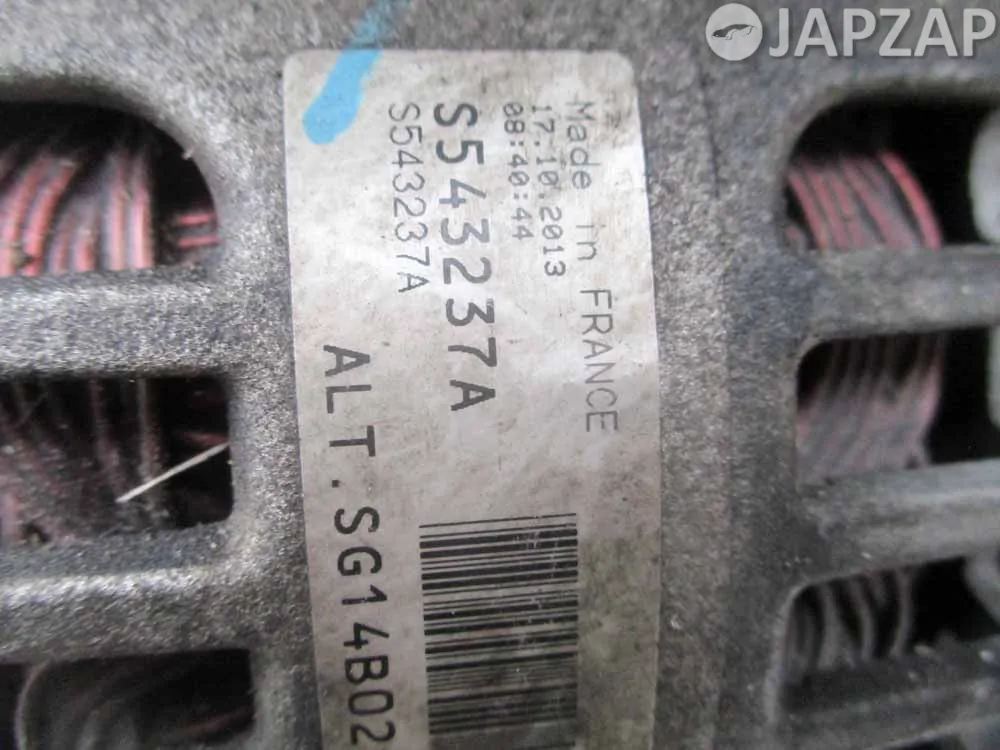 JAPZAP
Made in FRANCE
17.10.2013
08:40:44
S543237A
S543237A
ALT.SG14B02